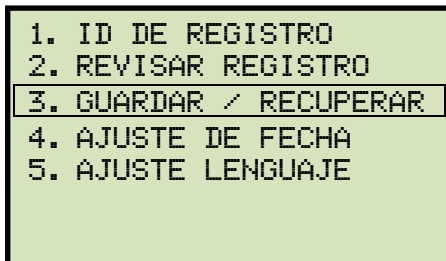 1. ID DE REGISTRO
2. REVISAR REGISTRO
3. GUARDAR / RECUPERAR
4. AJUSTE DE FECHA
5. AJUSTE LENGUAJE